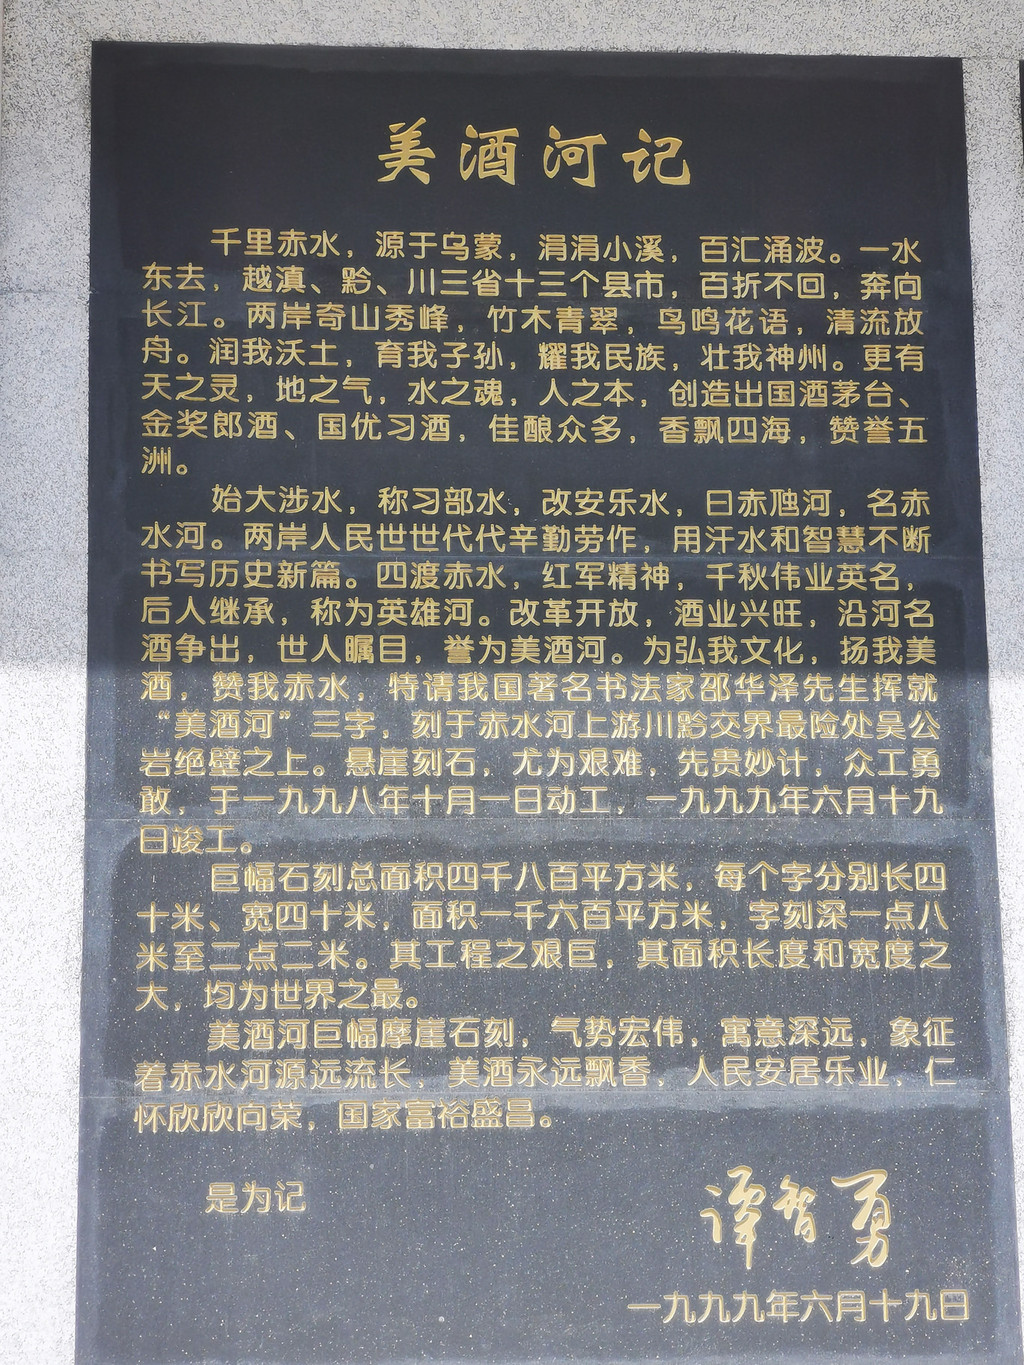 美酒河记
千里赤水，源于乌蒙，涓涓小溪，百汇涌波。一水
东去，越滇、黔、川三省十三个县市，百折不回，奔向
长江。两岸奇山秀峰，竹木青翠，鸟鸣花语，清流放
舟。润我沃土，育我子孙，耀我民族，壮我神州。更有
天之灵，地之气，水之魂，人之本，创造出国酒茅台、
金奖郎酒、国优习酒，佳酿众多，香飘四海，赞誉五
洲。
始大涉水，称习部水，改安乐水，曰赤虺河，名赤
水河。两岸人民世世代代辛勤劳作，用汗水和智慧不断
书写历史新篇。四渡赤水，红军精神，千秋伟业英名，
后人继承，称为英雄河。改革开放，酒业兴旺，沿河名
酒争出，世人瞩目，誉为美酒河。为弘我文化，扬我美
酒，赞我赤水，特请我国著名书法家邵华泽先生挥就
“美酒河”三字，刻于赤水河上游川黔交界最险处吴公
岩绝壁之上。悬崖刻石，尤为艰难，先贵妙计，众工勇
敢，于一九九八年十月一日动工，一九九九年六月十九
日竣工。
巨幅石刻总面积四千八百平方米，每个字分别长四
十米、宽四十米，面积一千六百平方米，字刻深一点八
米至二点二米。其工程之艰巨，其面积长度和宽度之
大，均为世界之最。
美酒河巨幅摩崖石刻，气势宏伟，寓意深远，象征
着赤水河源远流长，美酒永远飘香，人民安居乐业，仁
怀欣欣向荣，国家富裕盛昌。
是为记
谭智勇
一九九九年六月十九日